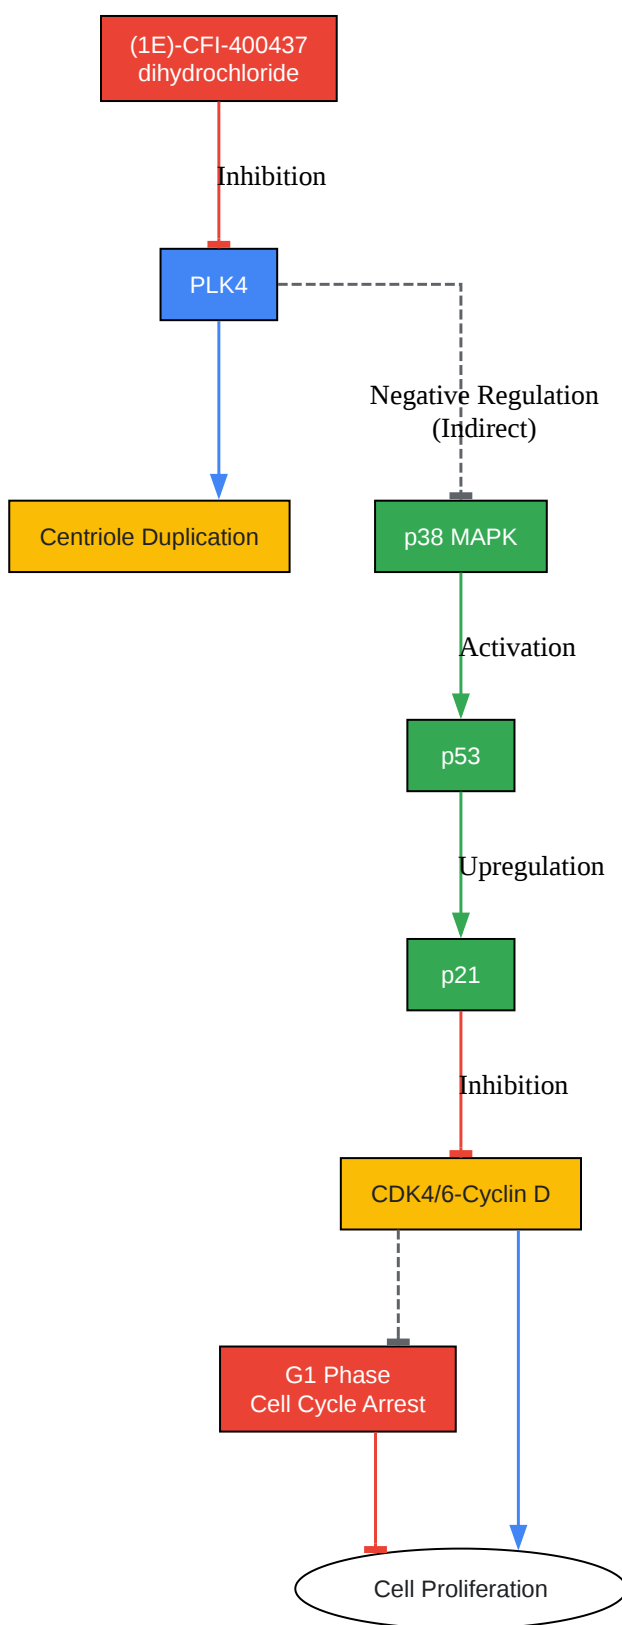 (1E)-CFI-400437
dihydrochloride
Inhibition
PLK4
Negative Regulation
(Indirect)
Centriole Duplication
p38 MAPK
Activation
p53
Upregulation
p21
Inhibition
CDK4/6-Cyclin D
G1 Phase
Cell Cycle Arrest
Cell Proliferation